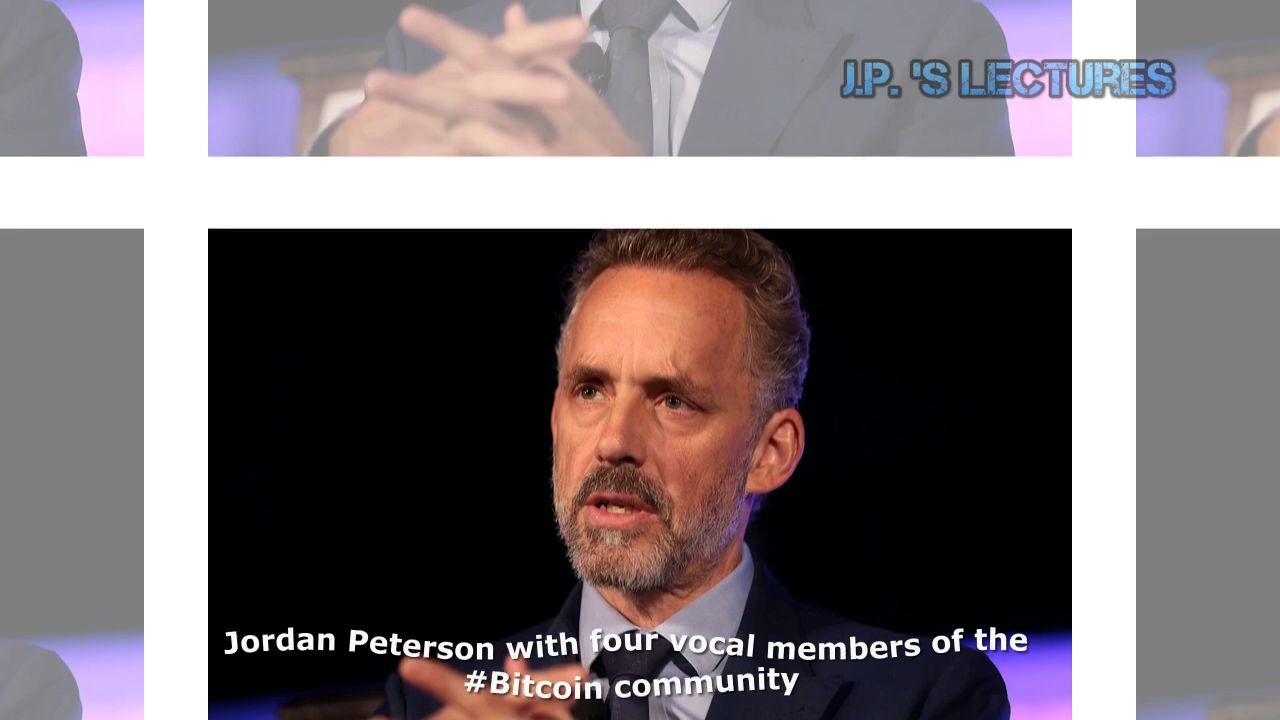 J.P. 'S LECTURES
Jordan Peterson with four vocal members of the
#Bitcoin community